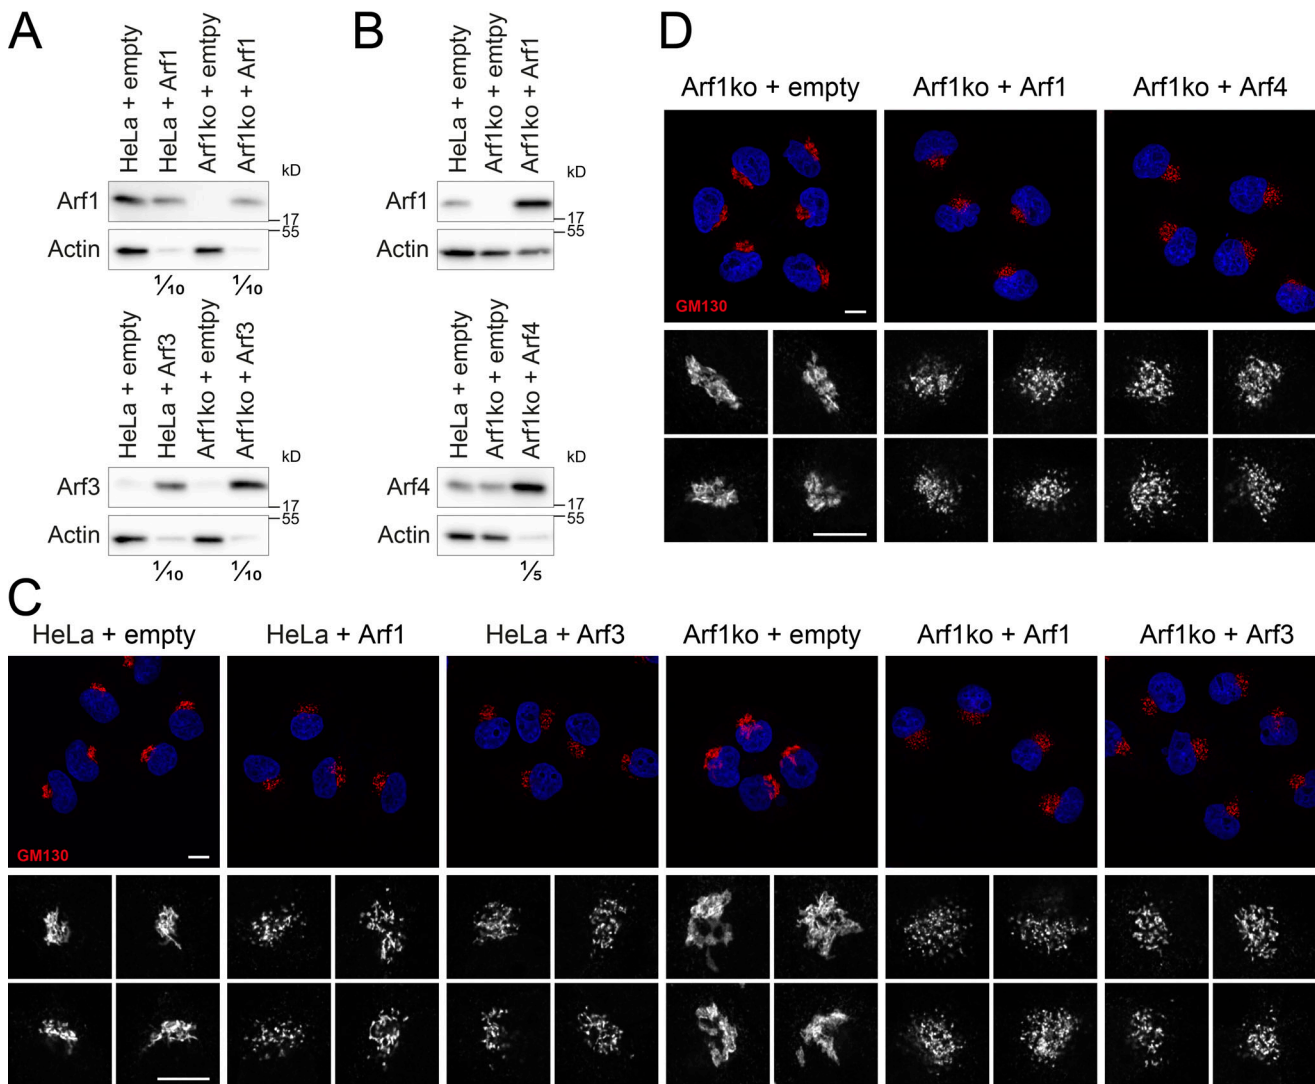 A
HeLa + empty
HeLa + Arf1
Arf1ko + emtpy
Arf1ko + Arf1
kD
Arf1
17
55
Actin
⅒
⅒
HeLa + empty
HeLa + Arf3
Arf1ko + emtpy
Arf1ko + Arf3
kD
Arf3
17
55
Actin
⅒
⅒
B
HeLa + empty
Arf1ko + empty
Arf1ko + Arf1
kD
Arf1
17
55
Actin
HeLa + empty
Arf1ko + empty
Arf1ko + Arf4
kD
Arf4
17
55
Actin
⅕
D
Arf1ko + empty
Arf1ko + Arf1
Arf1ko + Arf4
GM130
C
HeLa + empty
HeLa + Arf1
HeLa + Arf3
Arf1ko + empty
Arf1ko + Arf1
Arf1ko + Arf3
GM130